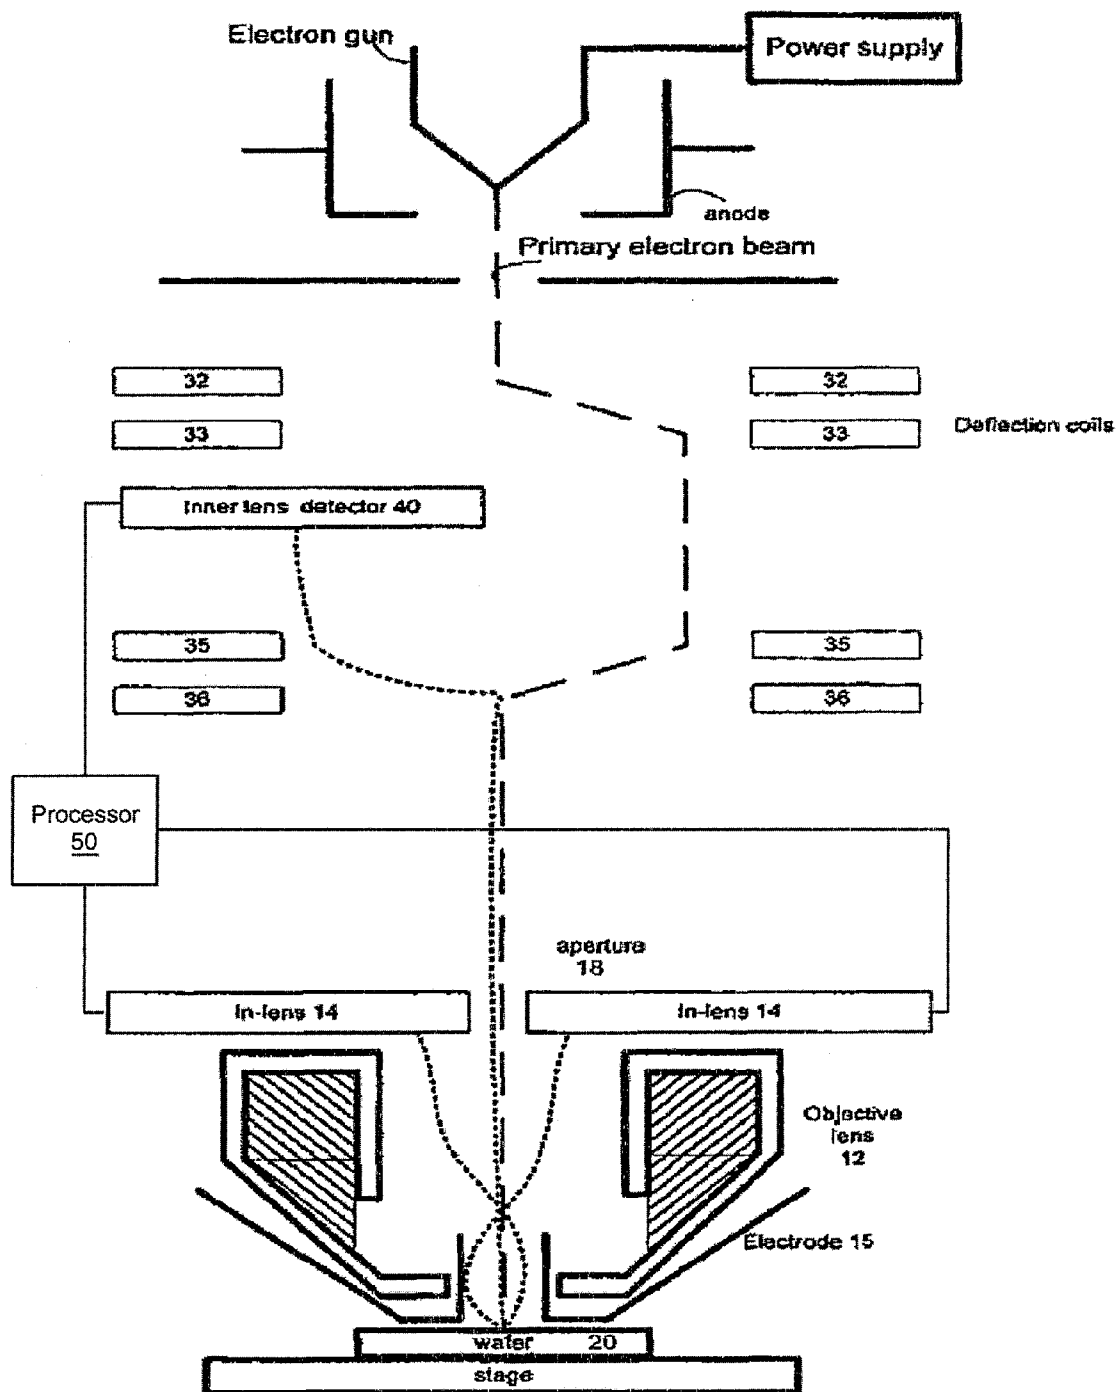 Electron gun
Power supply
anode
Primary electron beam
32
32
33
33
Deflection coils
Inner lens detector 40
35
35
36
36
Processor
50
aperture
18
In-lens 14
In-lens 14
Objective
lens
12
Electrode 15
wafer 20
stage